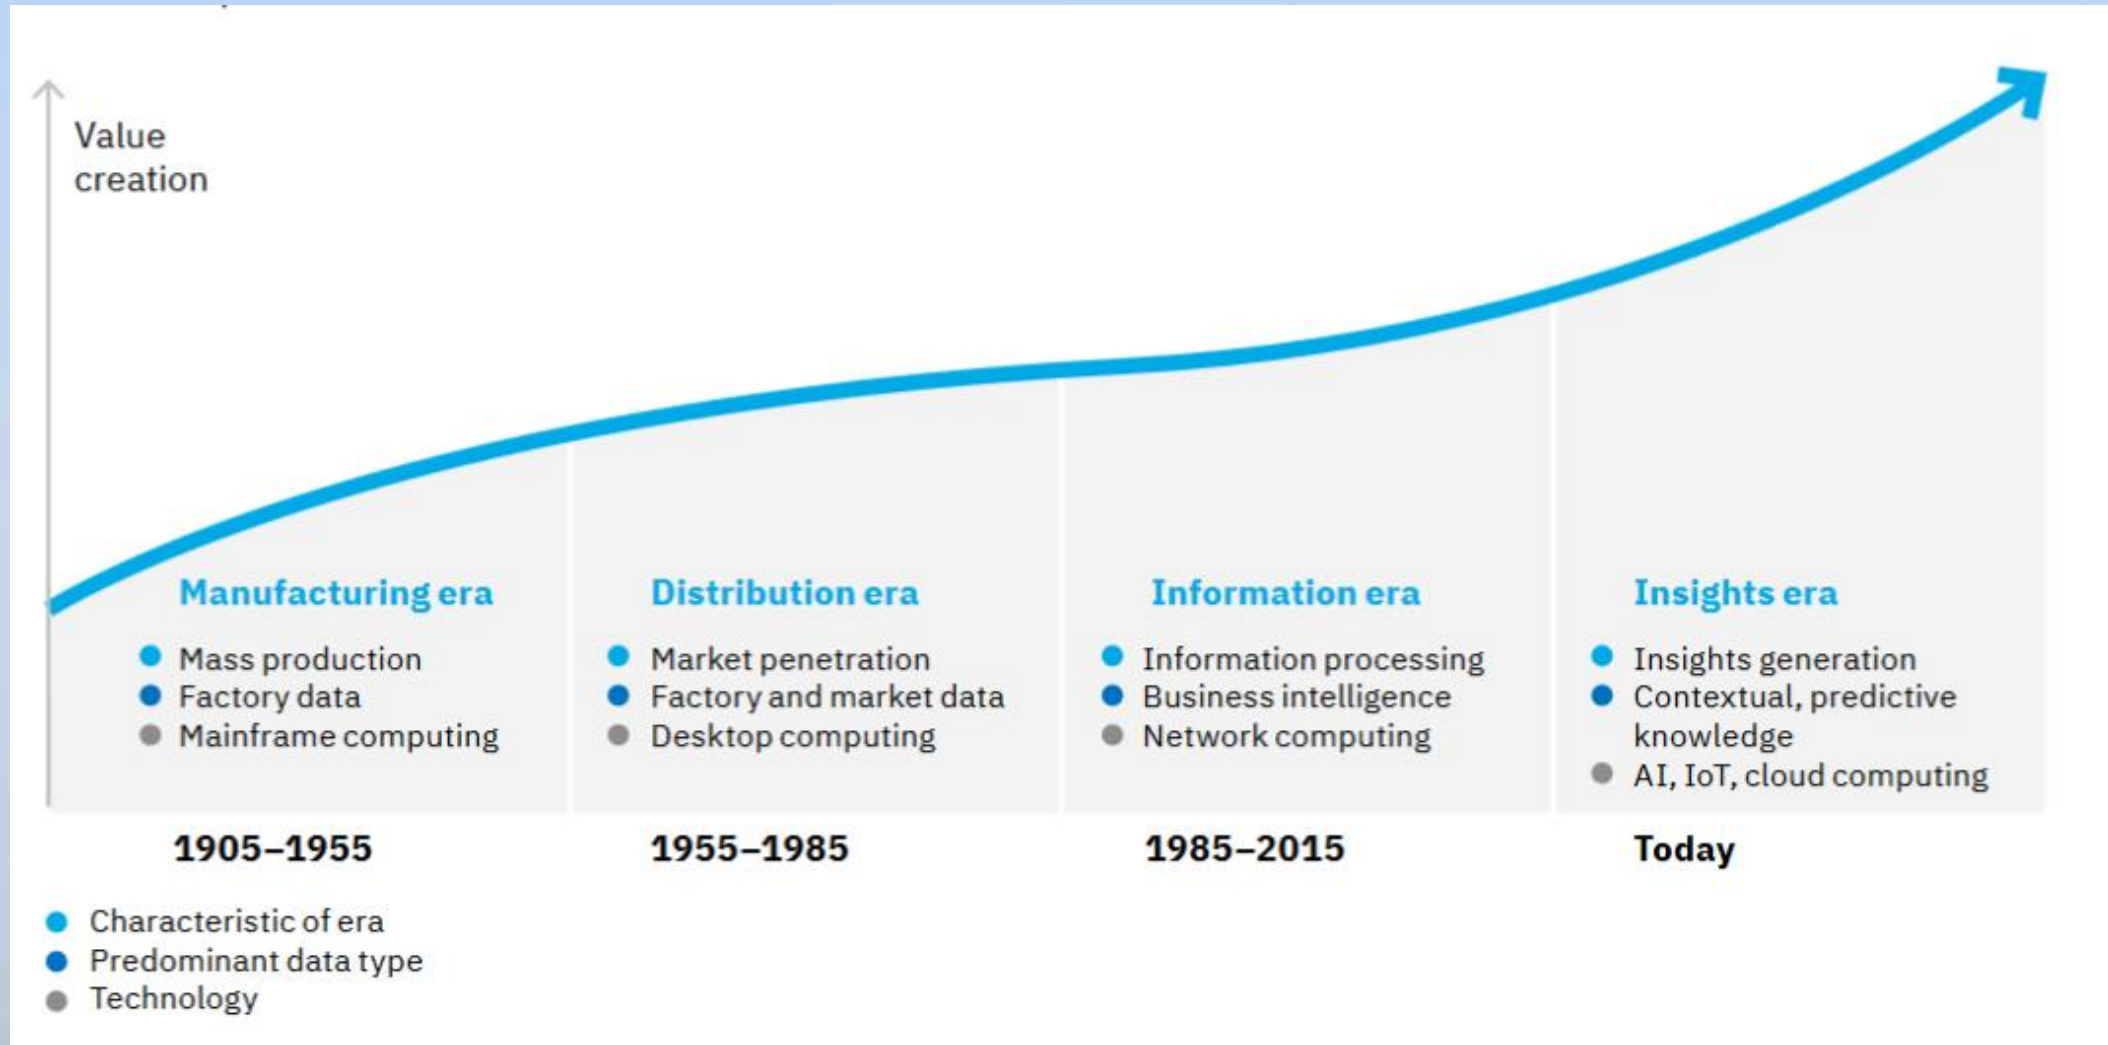 Value
creation
Manufacturing era
Mass production
Factory data
Mainframe computing
1905–1955
Distribution era
Market penetration
Factory and market data
Desktop computing
1955–1985
Information era
Information processing
Business intelligence
Network computing
1985–2015
Insights era
Insights generation
Contextual, predictive
knowledge
AI, IoT, cloud computing
Today
Characteristic of era
Predominant data type
Technology